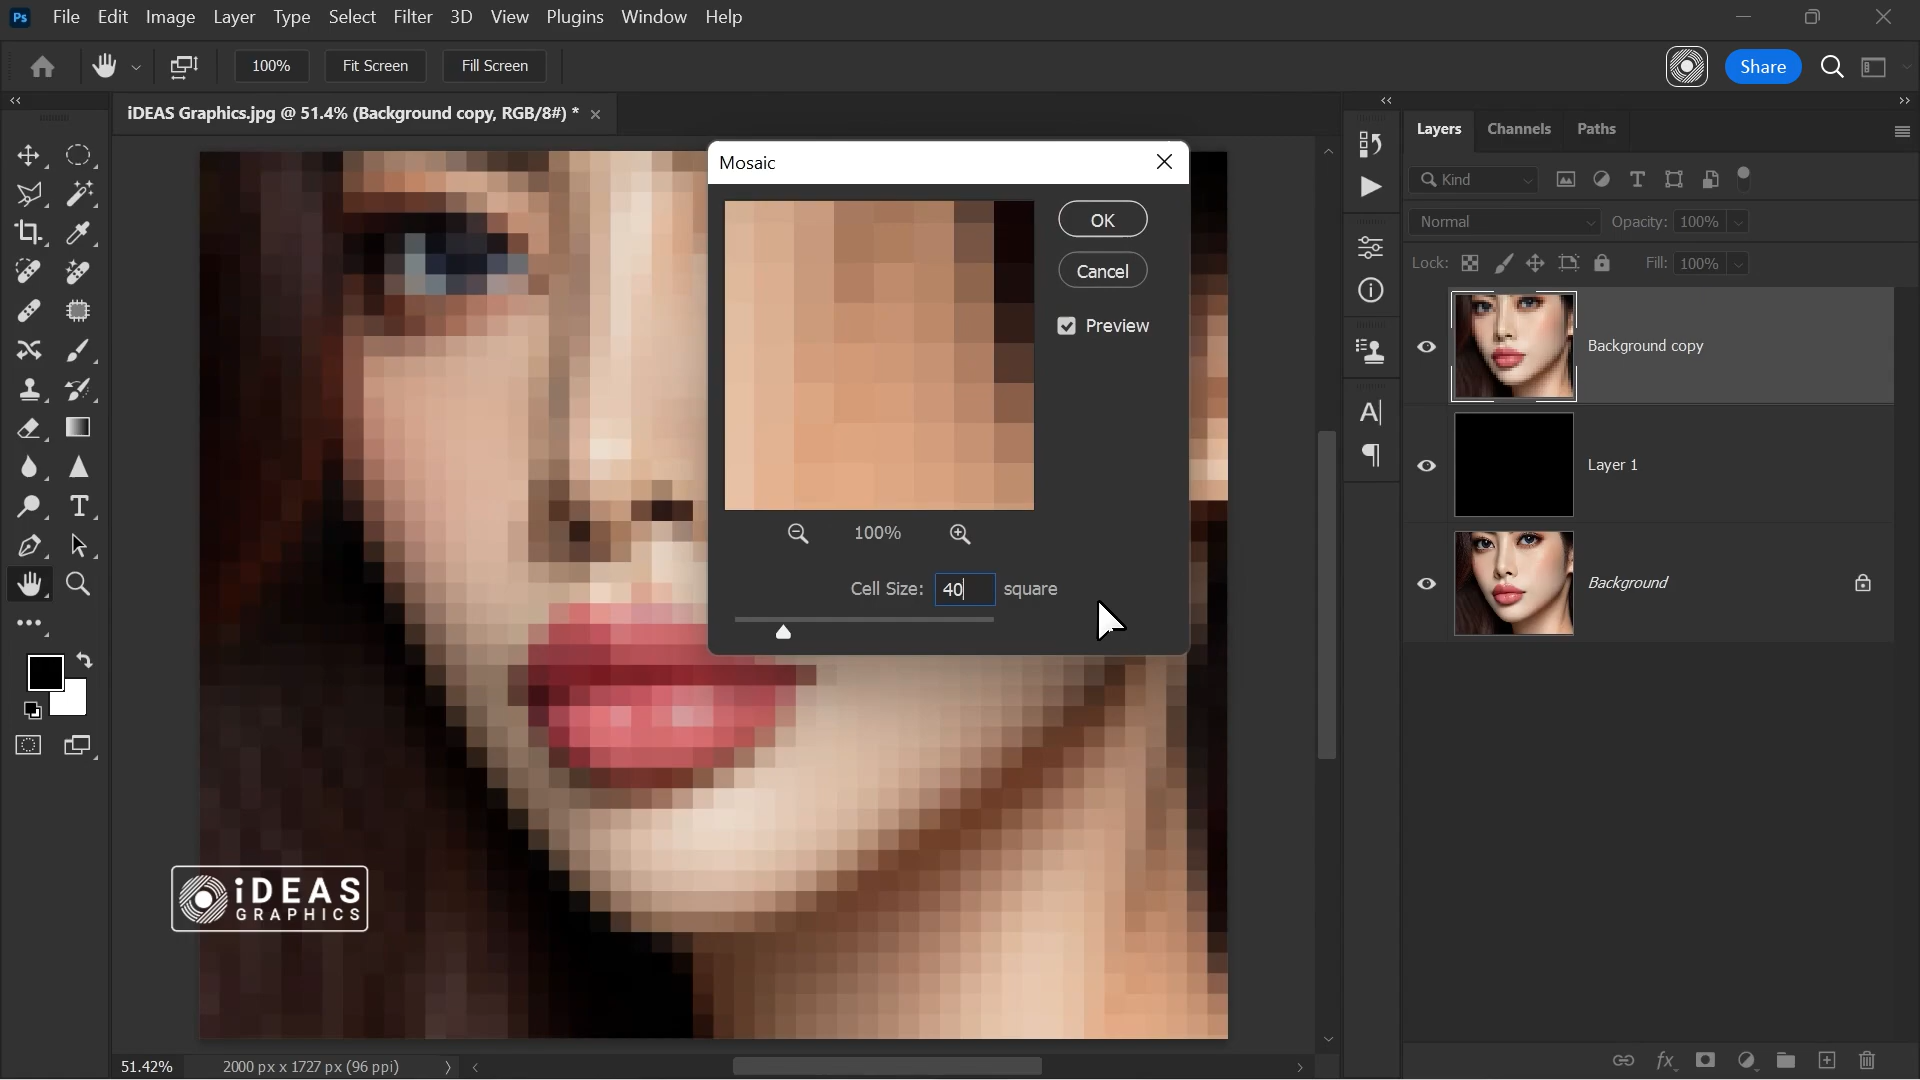 Ps File Edit Image Layer Type Select Filter 3D View Plugins Window Help
100% Fit Screen Fill Screen Share
iDEAS Graphics.jpg @ 51.4% (Background copy, RGB/8#) *
Layers Channels Paths
Mosaic
Kind
OK
Normal Opacity: 100%
Cancel
Lock: Fill: 100%
Preview
Background copy
Layer 1
100%
Background
Cell Size: 40 square
iDEAS
GRAPHICS
51.42% 2000 px x 1727 px (96 ppi)